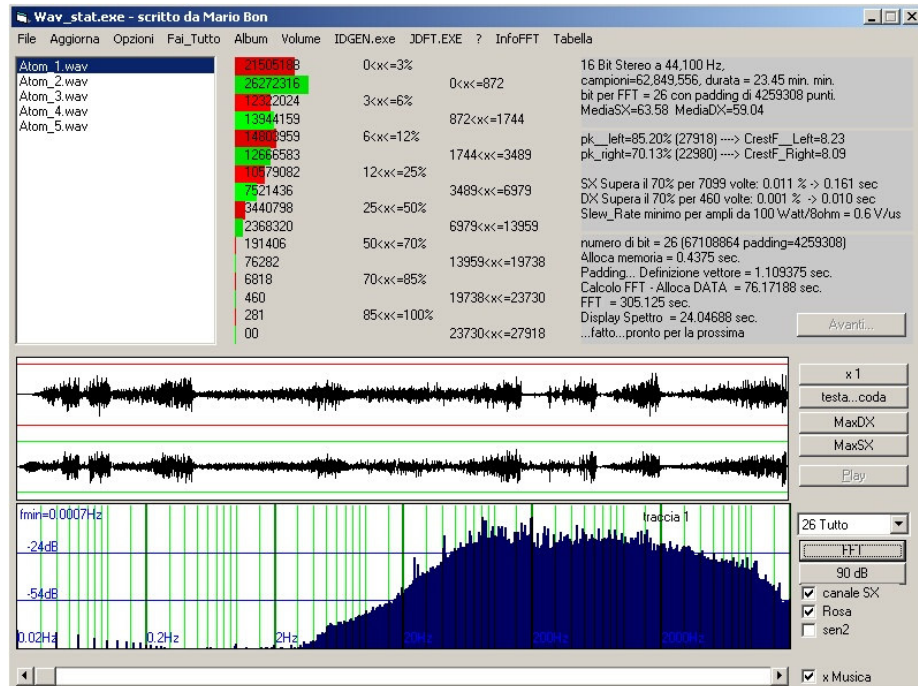 Wav_stat.exe - scritto da Mario Bon
File Aggiorna Opzioni Fai_Tutto Album Volume IDGEN.exe JDFT.EXE ? InfoFFT Tabella
Atom_1.wav
Atom_2.wav
Atom_3.wav
Atom_4.wav
Atom_5.wav
21505188 0<x<=3%
26272316 0<x<=872
12322024 3<x<=6%
13944159 872<x<=1744
14803959 6<x<=12%
12666583 1744<x<=3489
10579082 12<x<=25%
7521436 3489<x<=6979
3440798 25<x<=50%
2368320 6979<x<=13959
191406 50<x<=70%
76282 13959<x<=19738
6818 70<x<=85%
460 19738<x<=23730
281 85<x<=100%
00 23730<x<=27918
16 Bit Stereo a 44,100 Hz,
campioni=62,849,556, durata = 23.45 min. min.
bit per FFT = 26 con padding di 4259308 punti.
MediaSX=63.58 MediaDX=59.04
pk__left=85.20% (27918) ----> CrestF__Left=8.23
pk_right=70.13% (22980) ----> CrestF_Right=8.09
SX Supera il 70% per 7099 volte: 0.011 % -> 0.161 sec
DX Supera il 70% per 460 volte: 0.001 % -> 0.010 sec
Slew_Rate minimo per ampli da 100 Watt/8ohm = 0.6 V/us
numero di bit = 26 (67108864 padding=4259308)
Alloca memoria = 0.4375 sec.
Padding... Definizione vettore = 1.109375 sec.
Calcolo FFT - Alloca DATA = 76.17188 sec.
FFT = 305.125 sec.
Display Spettro = 24.04688 sec.
...fatto...pronto per la prossima
Avanti...
x 1
testa...coda
MaxDX
MaxSX
Play
fmin=0.0007Hz
traccia 1
-24dB
-54dB
0.02Hz 0.2Hz 2Hz 20Hz 200Hz 2000Hz
26 Tutto
FFT
90 dB
canale SX
Rosa
sen2
x Musica